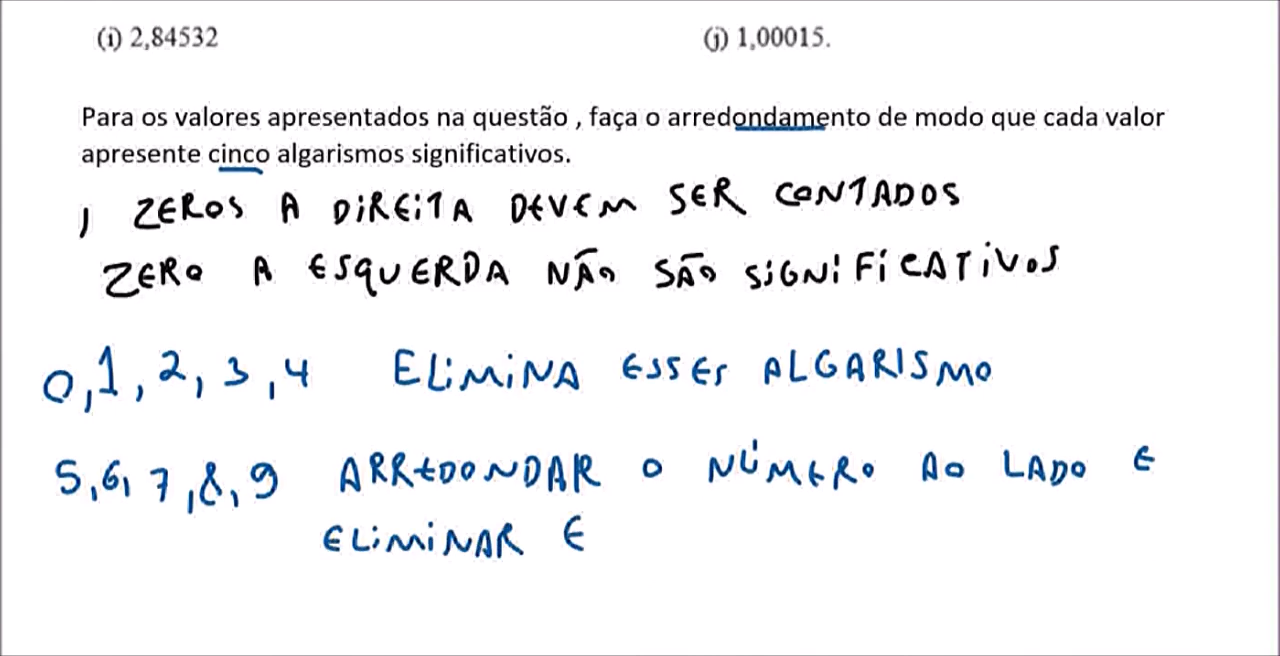 (i) 2,84532 (j) 1,00015.
Para os valores apresentados na questão , faça o arredondamento de modo que cada valor
apresente cinco algarismos significativos.
, ZEROS A DIREITA DEVEM SER CONTADOS
ZERO A ESQUERDA NÃO SÃO SIGNIFICATIVOS
0,1,2,3,4 ELIMINA ESSES ALGARISMO
5,6,7,8,9 ARREDONDAR O NÚMERO AO LADO E
ELIMINAR E